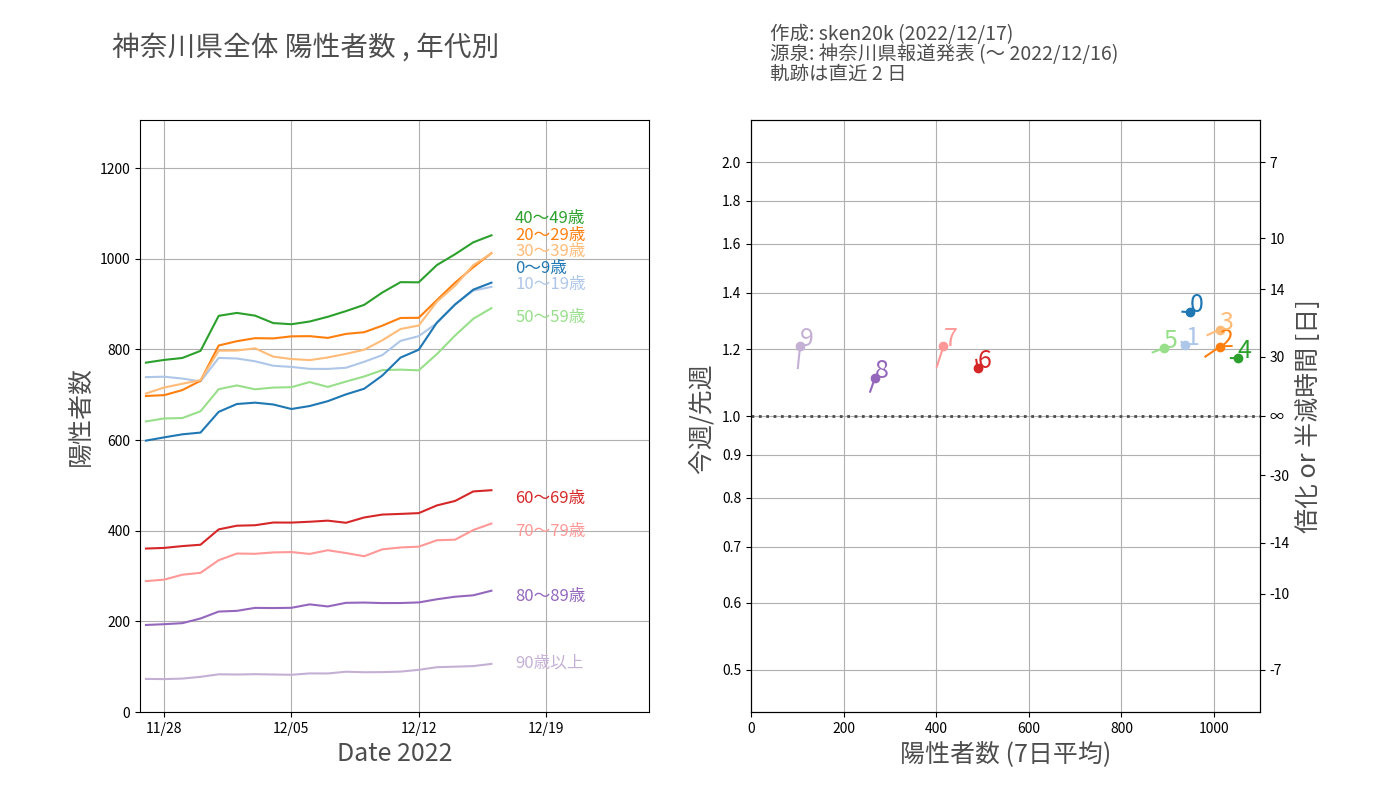 神奈川県全体 陽性者数 , 年代別
作成: sken20k (2022/12/17)
源泉: 神奈川県報道発表 (〜 2022/12/16)
軌跡は直近 2 日
陽性者数
1200
1000
800
600
400
200
0
40〜49歳
20〜29歳
30〜39歳
0〜9歳
10〜19歳
50〜59歳
60〜69歳
70〜79歳
80〜89歳
90歳以上
11/28 12/05 12/12 12/19
Date 2022
今週/先週
2.0
1.8
1.6
1.4
1.2
1.0
0.9
0.8
0.7
0.6
0.5
9
8
7
6
5
1
0
3
2
4
7
10
14
30
∞
-30
-14
-10
-7
倍化 or 半減時間 [日]
0 200 400 600 800 1000
陽性者数 (7日平均)